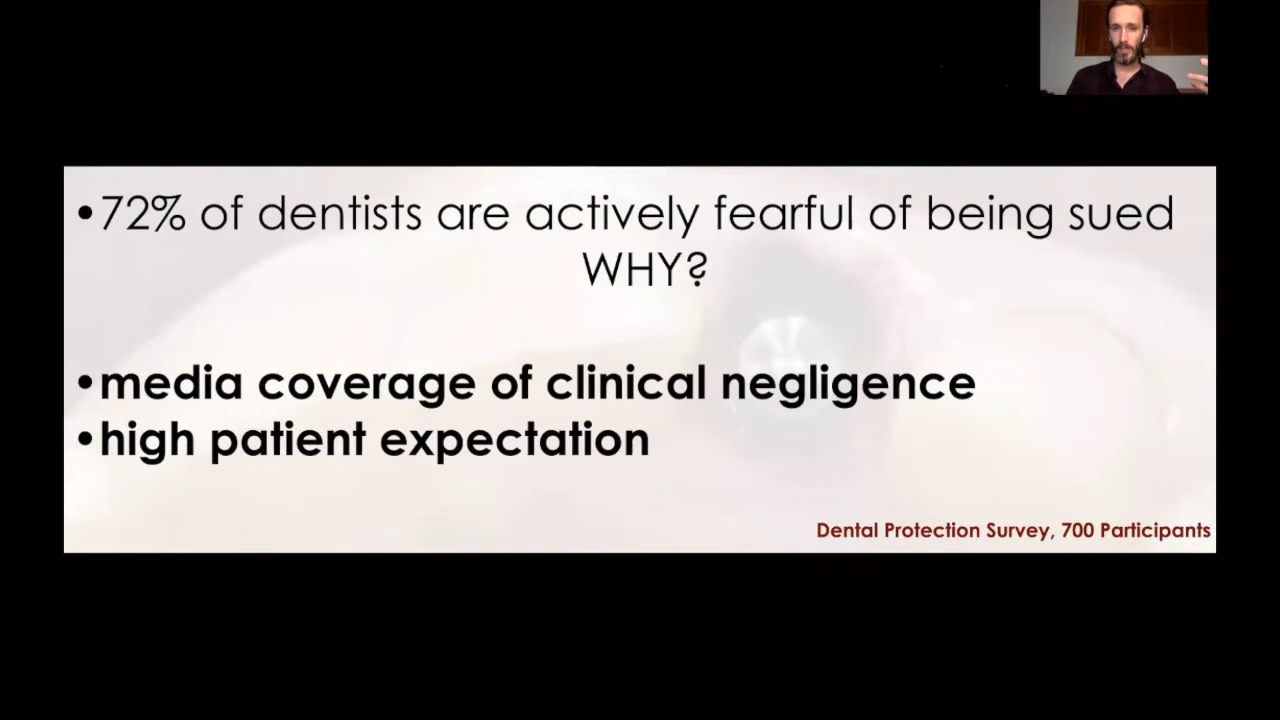 •72% of dentists are actively fearful of being sued
WHY?
•media coverage of clinical negligence
•high patient expectation
Dental Protection Survey, 700 Participants